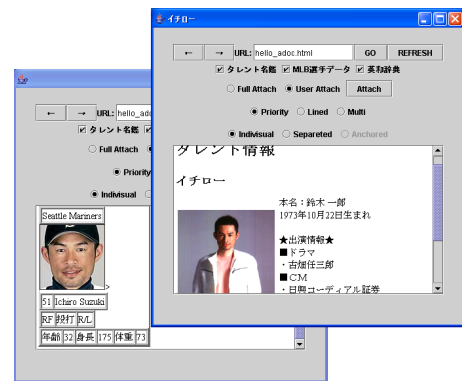 イチロー
← → URL: hello_adoc.html GO REFRESH
タレント名鑑 MLB選手データ 英和辞典
Full Attach User Attach Attach
Priority Lined Multi
Indivisual Separeted Anchored
タレント情報
イチロー
本名：鈴木 一郎
1973年10月22日生まれ
★出演情報★
■ドラマ
・古畑任三郎
■CM
・日興コーディアル証券
← → URL: hello_ado
タレント名鑑
Full Attach
Priority
Indivisual
Seattle Mariners
>
51 Ichiro Suzuki
RF 投打 R/L
年齢 32 身長 175 体重 73